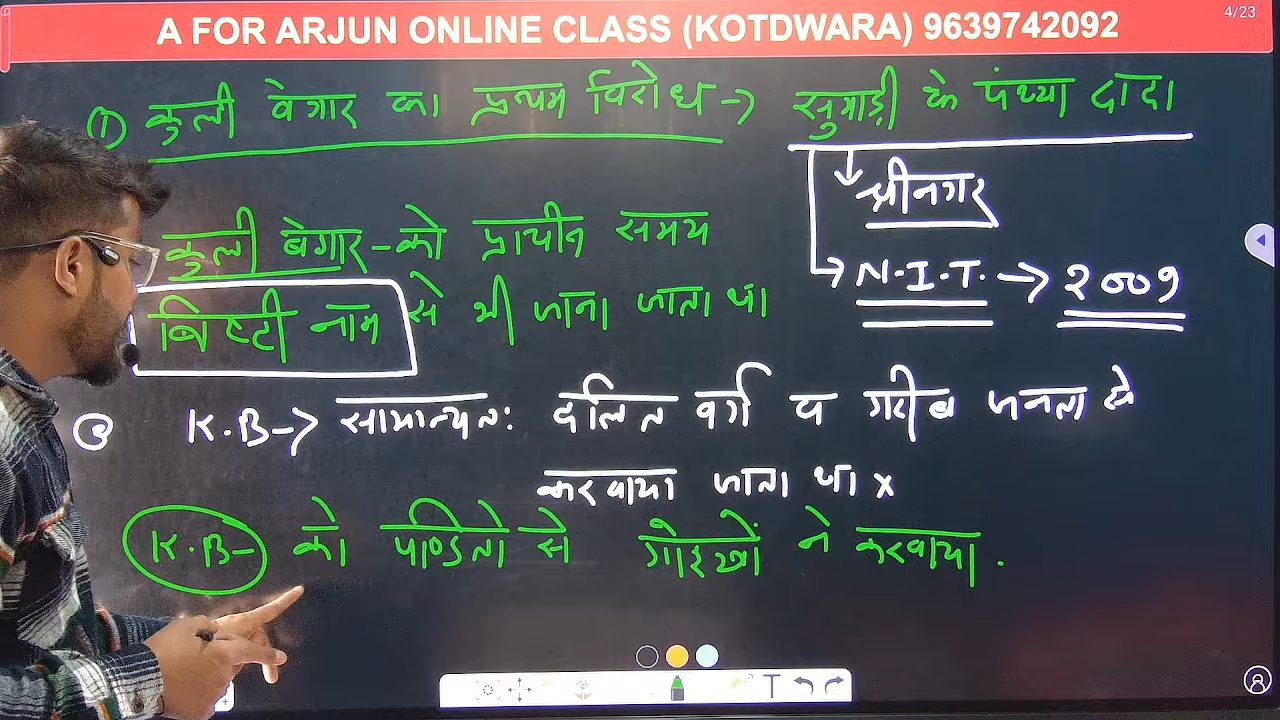 A FOR ARJUN ONLINE CLASS (KOTDWARA) 9639742092
4/23
① कुली बेगार का प्रथम विरोध → सुमाड़ी के पंथ्या दादा
श्रीनगर
कुली बेगार - को प्राचीन समय
N.I.T. → 2009
बिष्टी नाम से भी जाना जाता था
K.B → सामान्यतः दलित वर्ग व गरीब जनता से
करवाया जाता था x
K.B- को पण्डितो से गोरखों ने करवाया.
T